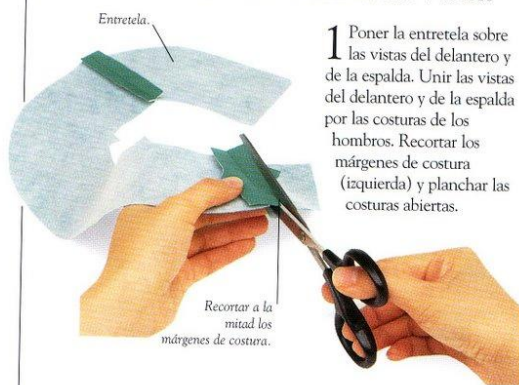 Entretela.
1 Poner la entretela sobre
las vistas del delantero y
de la espalda. Unir las vistas
del delantero y de la espalda
por las costuras de los
hombros. Recortar los
márgenes de costura
(izquierda) y planchar las
costuras abiertas.
Recortar a la
mitad los
márgenes de costura.